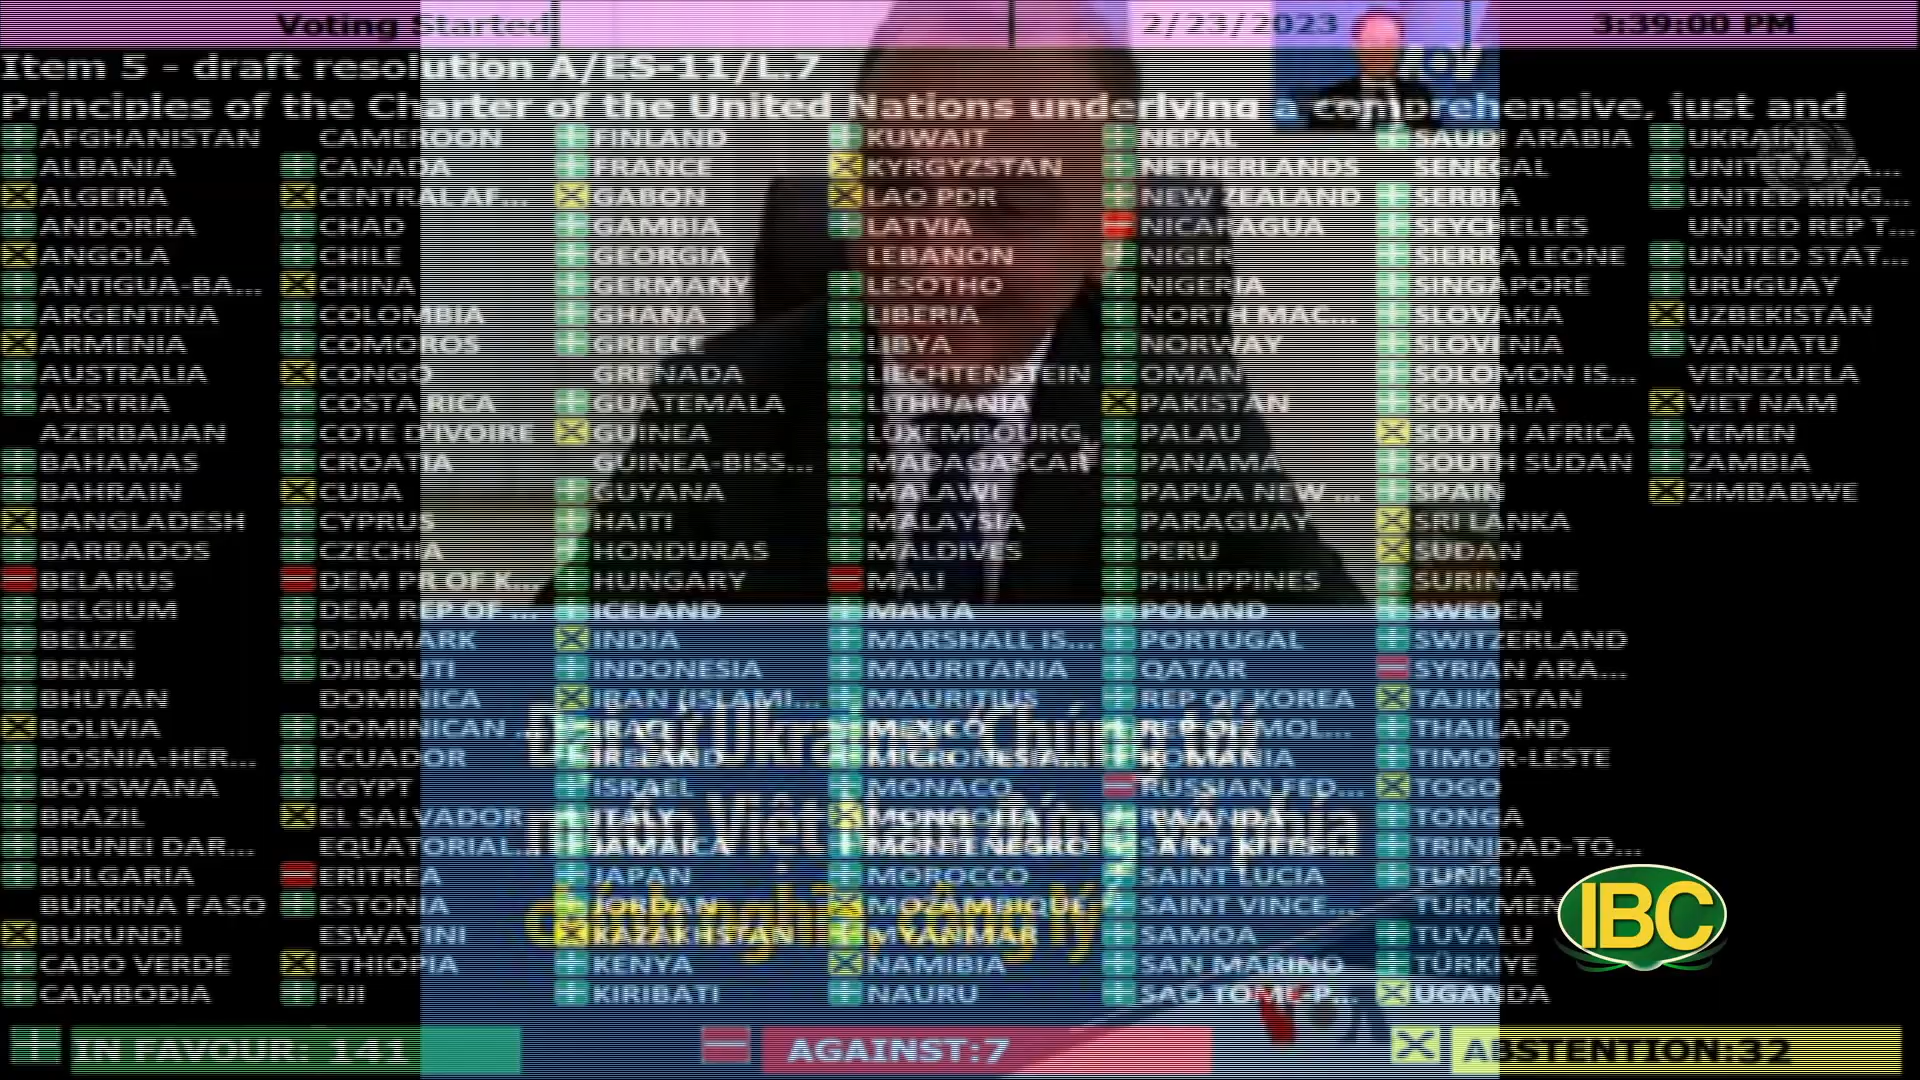 Voting Started 2/23/2023 3:39:00 PM
Item 5 - draft resolution A/ES-11/L.7
Principles of the Charter of the United Nations underlying a comprehensive, just and
AFGHANISTAN
ALBANIA
ALGERIA
ANDORRA
ANGOLA
ANTIGUA-BA...
ARGENTINA
ARMENIA
AUSTRALIA
AUSTRIA
AZERBAIJAN
BAHAMAS
BAHRAIN
BANGLADESH
BARBADOS
BELARUS
BELGIUM
BELIZE
BENIN
BHUTAN
BOLIVIA
BOSNIA-HER...
BOTSWANA
BRAZIL
BRUNEI DAR...
BULGARIA
BURKINA FASO
BURUNDI
CABO VERDE
CAMBODIA
CAMEROON
CANADA
CENTRAL AF...
CHAD
CHILE
CHINA
COLOMBIA
COMOROS
CONGO
COSTA RICA
COTE D'IVOIRE
CROATIA
CUBA
CYPRUS
CZECHIA
DEM PR OF K...
DEM REP OF ...
DENMARK
DJIBOUTI
DOMINICA
DOMINICAN ...
ECUADOR
EGYPT
EL SALVADOR
EQUATORIAL...
ERITREA
ESTONIA
ESWATINI
ETHIOPIA
FIJI
FINLAND
FRANCE
GABON
GAMBIA
GEORGIA
GERMANY
GHANA
GREECE
GRENADA
GUATEMALA
GUINEA
GUINEA-BISS...
GUYANA
HAITI
HONDURAS
HUNGARY
ICELAND
INDIA
INDONESIA
IRAN (ISLAMI...
IRAQ
IRELAND
ISRAEL
ITALY
JAMAICA
JAPAN
JORDAN
KAZAKHSTAN
KENYA
KIRIBATI
KUWAIT
KYRGYZSTAN
LAO PDR
LATVIA
LEBANON
LESOTHO
LIBERIA
LIBYA
LIECHTENSTEIN
LITHUANIA
LUXEMBOURG
MADAGASCAR
MALAWI
MALAYSIA
MALDIVES
MALI
MALTA
MARSHALL IS...
MAURITANIA
MAURITIUS
MEXICO
MICRONESIA...
MONACO
MONGOLIA
MONTENEGRO
MOROCCO
MOZAMBIQUE
MYANMAR
NAMIBIA
NAURU
NEPAL
NETHERLANDS
NEW ZEALAND
NICARAGUA
NIGER
NIGERIA
NORTH MAC...
NORWAY
OMAN
PAKISTAN
PALAU
PANAMA
PAPUA NEW ...
PARAGUAY
PERU
PHILIPPINES
POLAND
PORTUGAL
QATAR
REP OF KOREA
REP OF MOL...
ROMANIA
RUSSIAN FED...
RWANDA
SAINT KITTS-...
SAINT LUCIA
SAINT VINCE...
SAMOA
SAN MARINO
SAO TOME-P...
SAUDI ARABIA
SENEGAL
SERBIA
SEYCHELLES
SIERRA LEONE
SINGAPORE
SLOVAKIA
SLOVENIA
SOLOMON IS...
SOMALIA
SOUTH AFRICA
SOUTH SUDAN
SPAIN
SRI LANKA
SUDAN
SURINAME
SWEDEN
SWITZERLAND
SYRIAN ARA...
TAJIKISTAN
THAILAND
TIMOR-LESTE
TOGO
TONGA
TRINIDAD-TO...
TUNISIA
TURKMEN
TUVALU
TÜRKIYE
UGANDA
UKRAINE
UNITED ARA...
UNITED KING...
UNITED REP T...
UNITED STAT...
URUGUAY
UZBEKISTAN
VANUATU
VENEZUELA
VIET NAM
YEMEN
ZAMBIA
ZIMBABWE
IBC
IN FAVOUR: 141 AGAINST:7 ABSTENTION:32